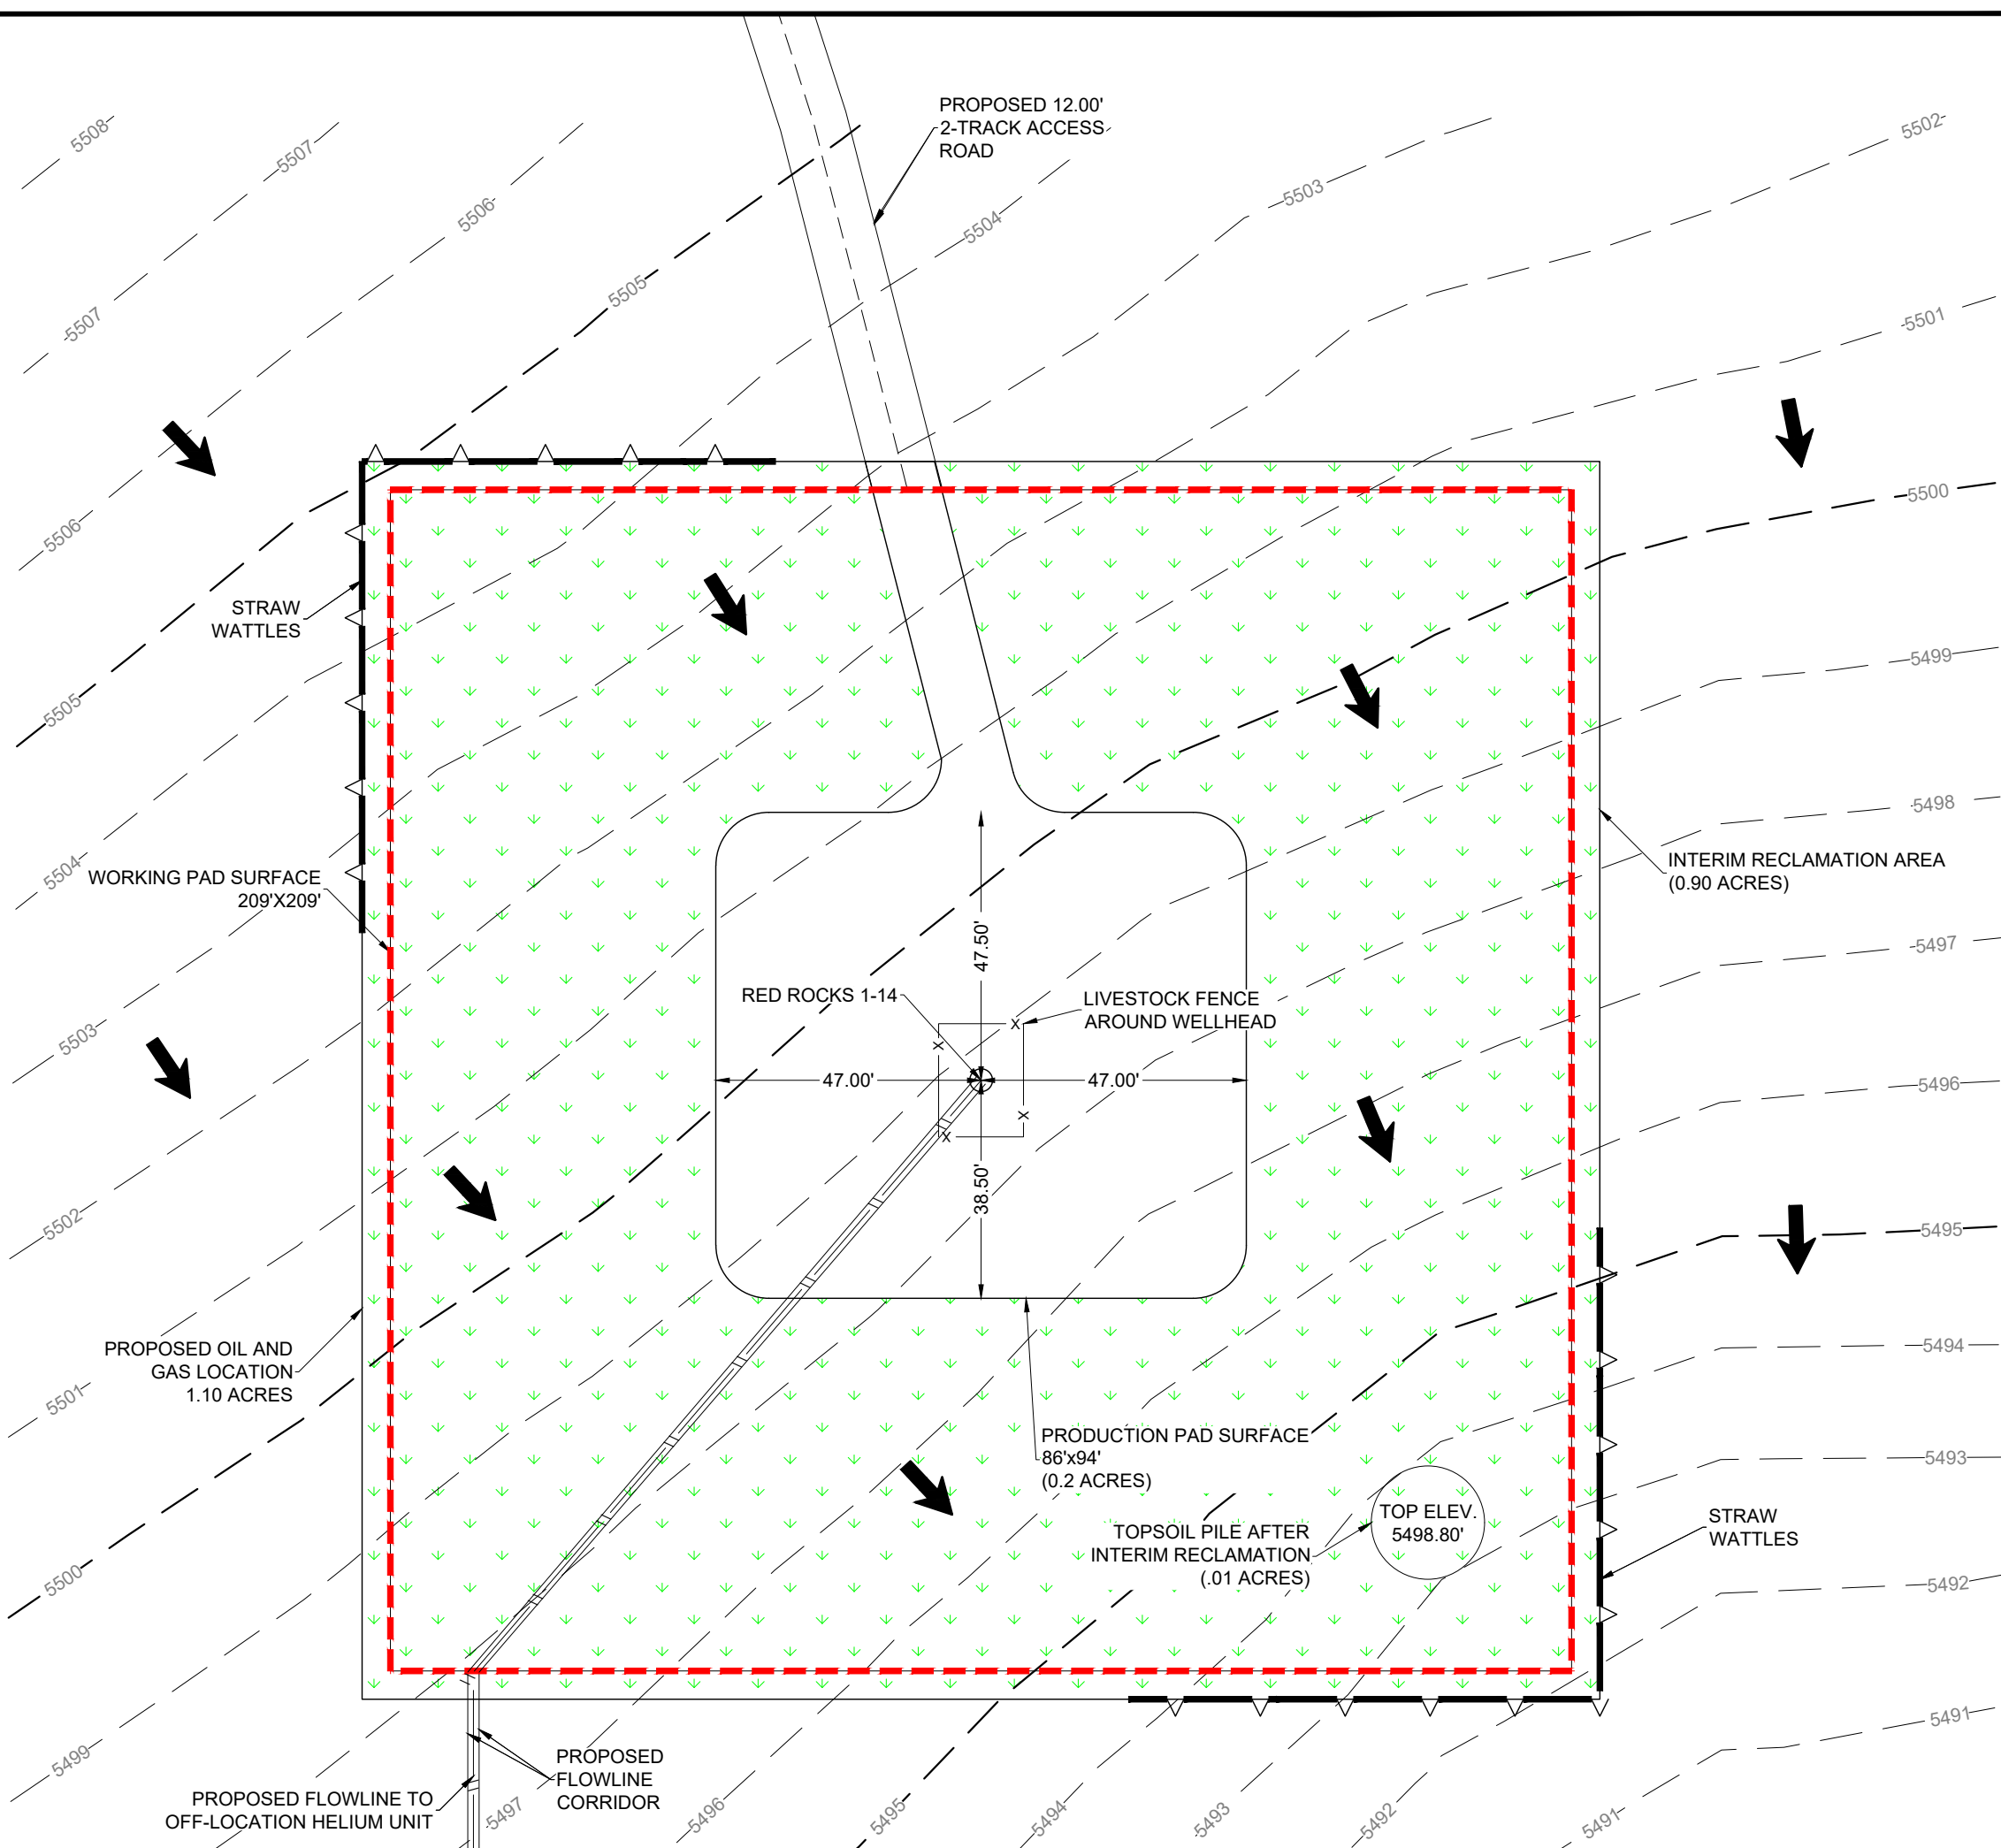 PROPOSED 12.00'
2-TRACK ACCESS
ROAD
5508
5507
5506
5505
5504
5503
5502
5501
5507
5500
5506
STRAW
WATTLES
5499
5505
5498
5504
WORKING PAD SURFACE
209'X209'
INTERIM RECLAMATION AREA
(0.90 ACRES)
47.50'
5497
RED ROCKS 1-14
LIVESTOCK FENCE
AROUND WELLHEAD
X
X
X
X
5503
47.00'
47.00'
5496
38.50'
5502
5495
PROPOSED OIL AND
GAS LOCATION
1.10 ACRES
5494
5501
PRODUCTION PAD SURFACE
86'x94'
(0.2 ACRES)
5493
TOP ELEV.
5498.80'
TOPSOIL PILE AFTER
INTERIM RECLAMATION
(.01 ACRES)
STRAW
WATTLES
5500
5492
5491
5499
PROPOSED
FLOWLINE
CORRIDOR
PROPOSED FLOWLINE TO
OFF-LOCATION HELIUM UNIT
5497
5496
5495
5494
5493
5492
5491